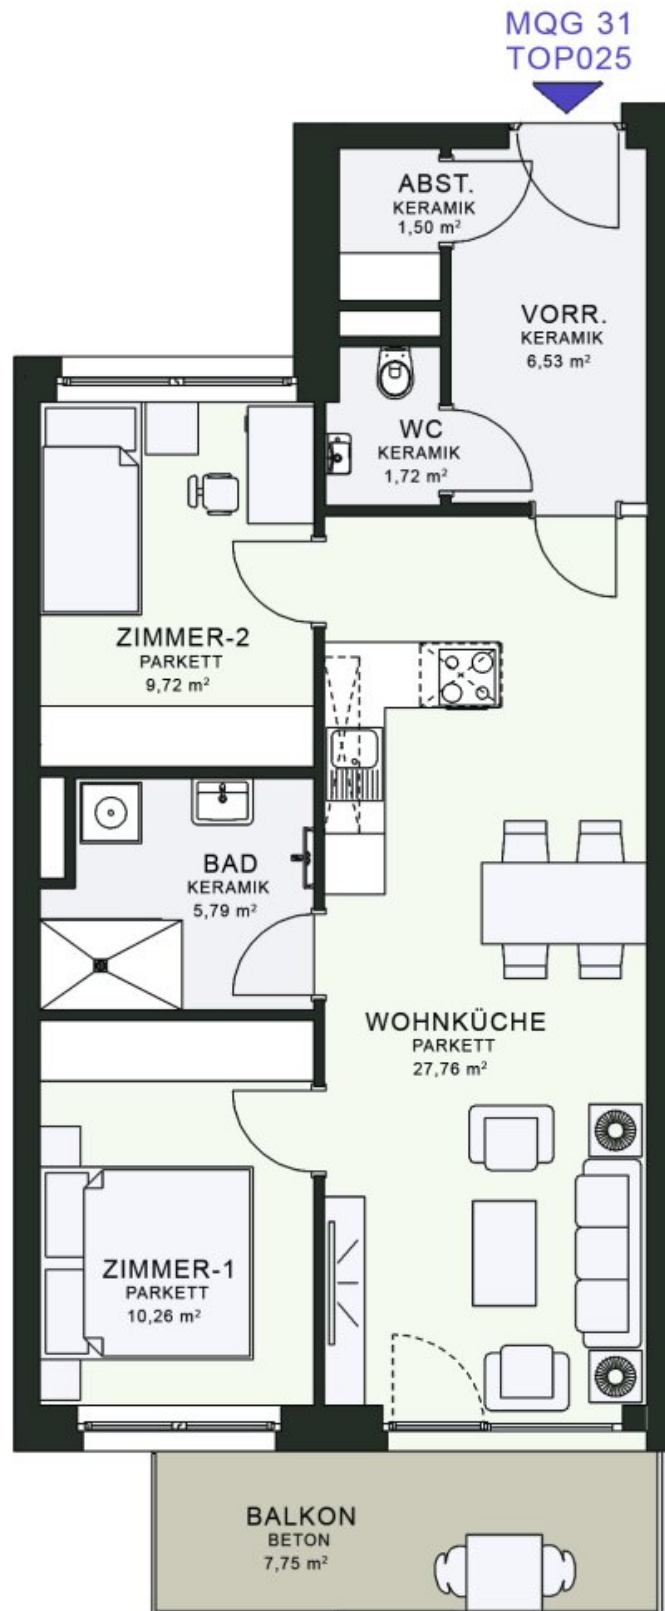 MQG 31
TOP025
ABST.
KERAMIK
1,50 m²
VORR.
KERAMIK
6,53 m²
WC
KERAMIK
1,72 m²
ZIMMER-2
PARKETT
9,72 m²
BAD
KERAMIK
5,79 m²
WOHNKÜCHE
PARKETT
27,76 m²
ZIMMER-1
PARKETT
10,26 m²
BALKON
BETON
7,75 m²